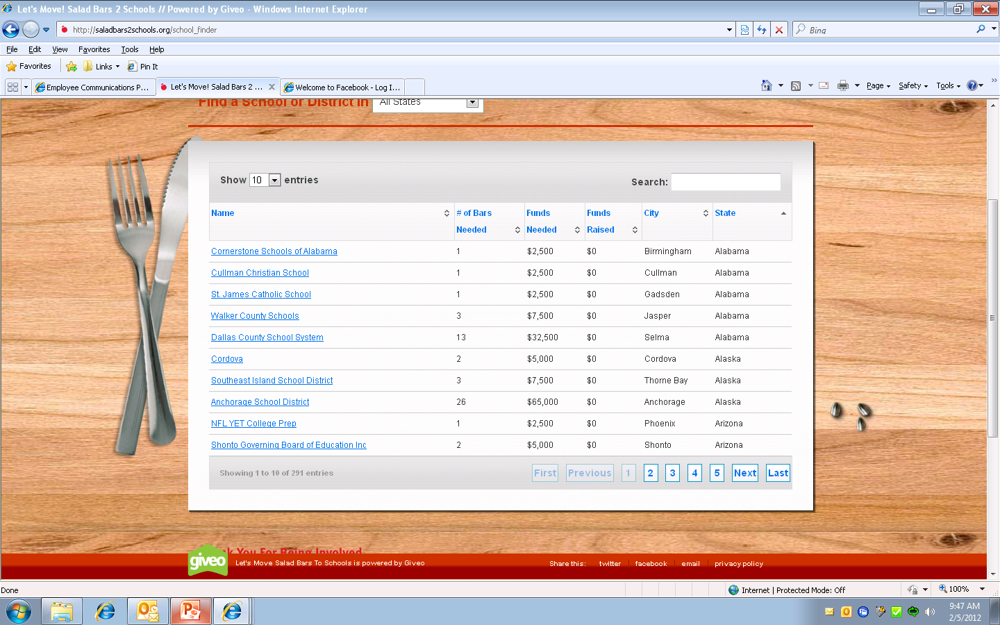 Let's Move! Salad Bars 2 Schools // Powered by Giveo - Windows Internet Explorer
http://saladbars2schools.org/school_finder
Bing
File Edit View Favorites Tools Help
Favorites Links Pin It
Employee Communications P... Let's Move! Salad Bars 2 ... X Welcome to Facebook - Log I... Page Safety Tools
Find a School or District in All States
Show 10 entries Search:
Name # of Bars Needed Funds Needed Funds Raised City State
Cornerstone Schools of Alabama 1 $2,500 $0 Birmingham Alabama
Cullman Christian School 1 $2,500 $0 Cullman Alabama
St. James Catholic School 1 $2,500 $0 Gadsden Alabama
Walker County Schools 3 $7,500 $0 Jasper Alabama
Dallas County School System 13 $32,500 $0 Selma Alabama
Cordova 2 $5,000 $0 Cordova Alaska
Southeast Island School District 3 $7,500 $0 Thorne Bay Alaska
Anchorage School District 26 $65,000 $0 Anchorage Alaska
NFL YET College Prep 1 $2,500 $0 Phoenix Arizona
Shonto Governing Board of Education Inc 2 $5,000 $0 Shonto Arizona
Showing 1 to 10 of 291 entries First Previous 1 2 3 4 5 Next Last
You For Being Involved
giveo Let's Move Salad Bars To Schools is powered by Giveo Share this: twitter facebook email privacy policy
Done Internet | Protected Mode: Off 100%
9:47 AM
2/5/2012